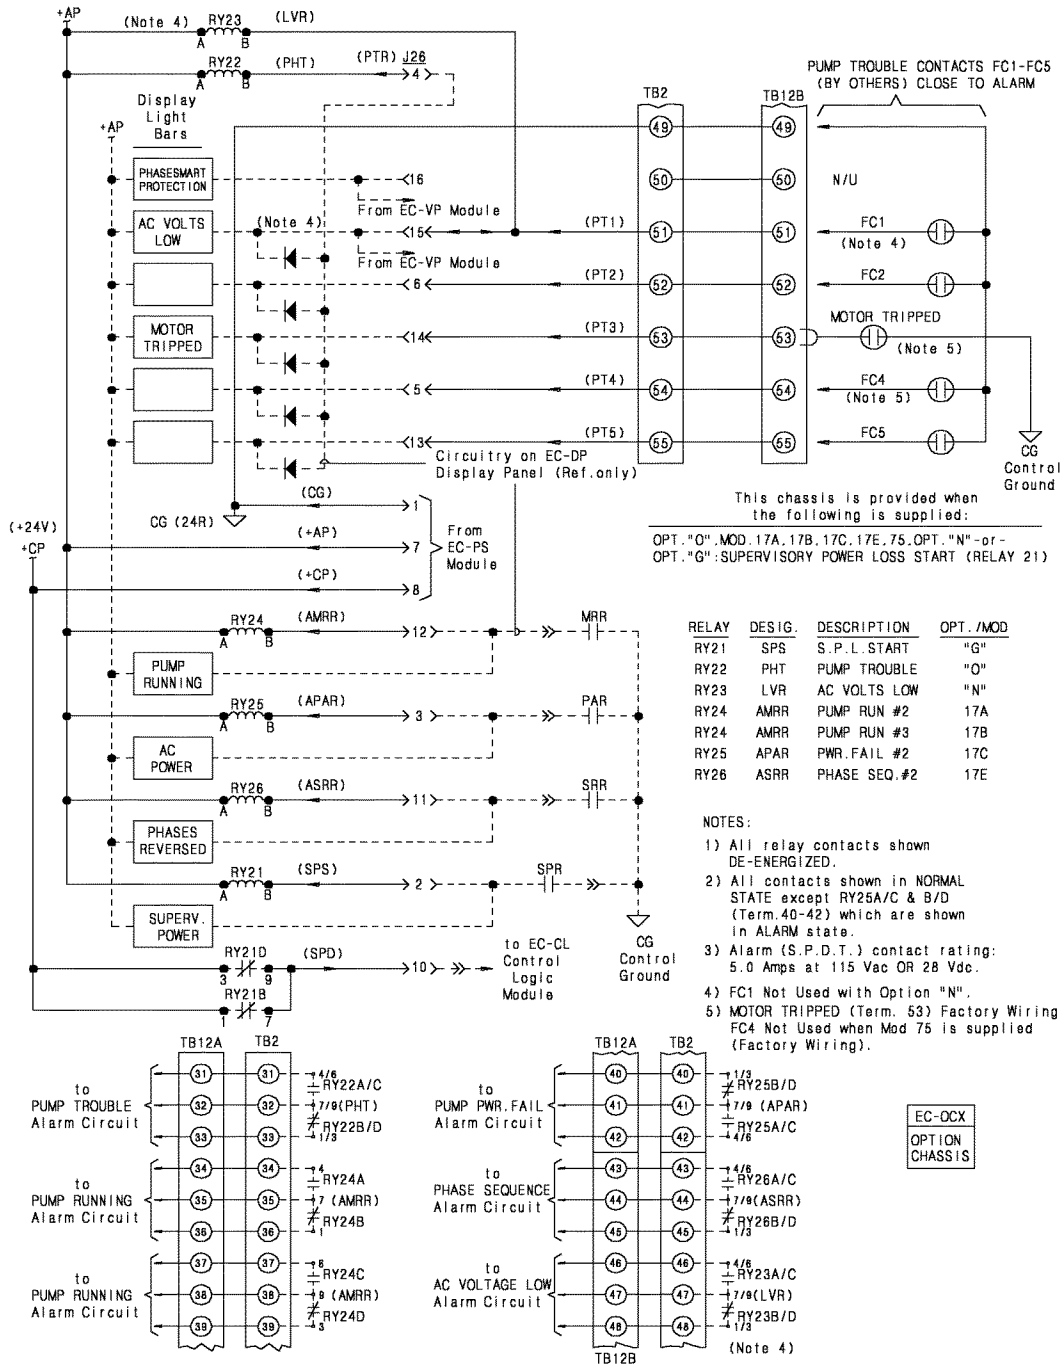 +AP
(Note 4) RY23 (LVR)
A B
RY22 (PHT) (PTR) J26
A B 4
PUMP TROUBLE CONTACTS FC1-FC5
(BY OTHERS) CLOSE TO ALARM
Display
Light
Bars
+AP
TB2 TB12B
49 49
PHASESMART
PROTECTION
16
50 50 N/U
From EC-VP Module
AC VOLTS
LOW
(Note 4)
15 (PT1) 51 51 FC1
(Note 4)
From EC-VP Module
6 (PT2) 52 52 FC2
MOTOR
TRIPPED
14 (PT3) 53 53 MOTOR TRIPPED
(Note 5)
5 (PT4) 54 54 FC4
(Note 5)
13 (PT5) 55 55 FC5
Circuitry on EC-DP
Display Panel (Ref.only)
CG
Control
Ground
(CG) 1
CG (24R)
(+24V)
+CP
(+AP) 7
(+CP) 8
From
EC-PS
Module
This chassis is provided when
the following is supplied:
OPT."O",MOD.17A,17B,17C,17E,75,OPT."N"-or-
OPT."G":SUPERVISORY POWER LOSS START (RELAY 21)
RY24 (AMRR) 12 MRR
A B
PUMP
RUNNING
RY25 (APAR) 3 PAR
A B
AC
POWER
RY26 (ASRR) 11 SRR
A B
PHASES
REVERSED
RY21 (SPS) 2 SPR
A B
SUPERV.
POWER
CG
Control
Ground
RY21D (SPD) 10
3 9
RY21B
1 7
to EC-CL
Control
Logic
Module
RELAY DESIG. DESCRIPTION OPT./MOD
RY21 SPS S.P.L.START "G"
RY22 PHT PUMP TROUBLE "O"
RY23 LVR AC VOLTS LOW "N"
RY24 AMRR PUMP RUN #2 17A
RY24 AMRR PUMP RUN #3 17B
RY25 APAR PWR.FAIL #2 17C
RY26 ASRR PHASE SEQ.#2 17E
NOTES:
1) All relay contacts shown
DE-ENERGIZED.
2) All contacts shown in NORMAL
STATE except RY25A/C & B/D
(Term.40-42) which are shown
in ALARM state.
3) Alarm (S.P.D.T.) contact rating:
5.0 Amps at 115 Vac OR 28 Vdc.
4) FC1 Not Used with Option "N".
5) MOTOR TRIPPED (Term. 53) Factory Wiring
FC4 Not Used when Mod 75 is supplied
(Factory Wiring).
TB12A TB2
to
PUMP TROUBLE
Alarm Circuit
31 31 4/6
RY22A/C
32 32 7/9(PHT)
RY22B/D
33 33 1/3
to
PUMP RUNNING
Alarm Circuit
34 34 4
RY24A
35 35 7 (AMRR)
RY24B
36 36 1
to
PUMP RUNNING
Alarm Circuit
37 37 6
RY24C
38 38 9 (AMRR)
RY24D
39 39 3
TB12A TB2
to
PUMP PWR.FAIL
Alarm Circuit
40 40 1/3
RY25B/D
41 41 7/9 (APAR)
RY25A/C
42 42 4/6
to
PHASE SEQUENCE
Alarm Circuit
43 43 4/6
RY26A/C
44 44 7/9(ASRR)
RY26B/D
45 45 1/3
to
AC VOLTAGE LOW
Alarm Circuit
46 46 4/6
RY23A/C
47 47 7/9(LVR)
RY23B/D
48 48 1/3
TB12B
(Note 4)
EC-OCX
OPTION
CHASSIS